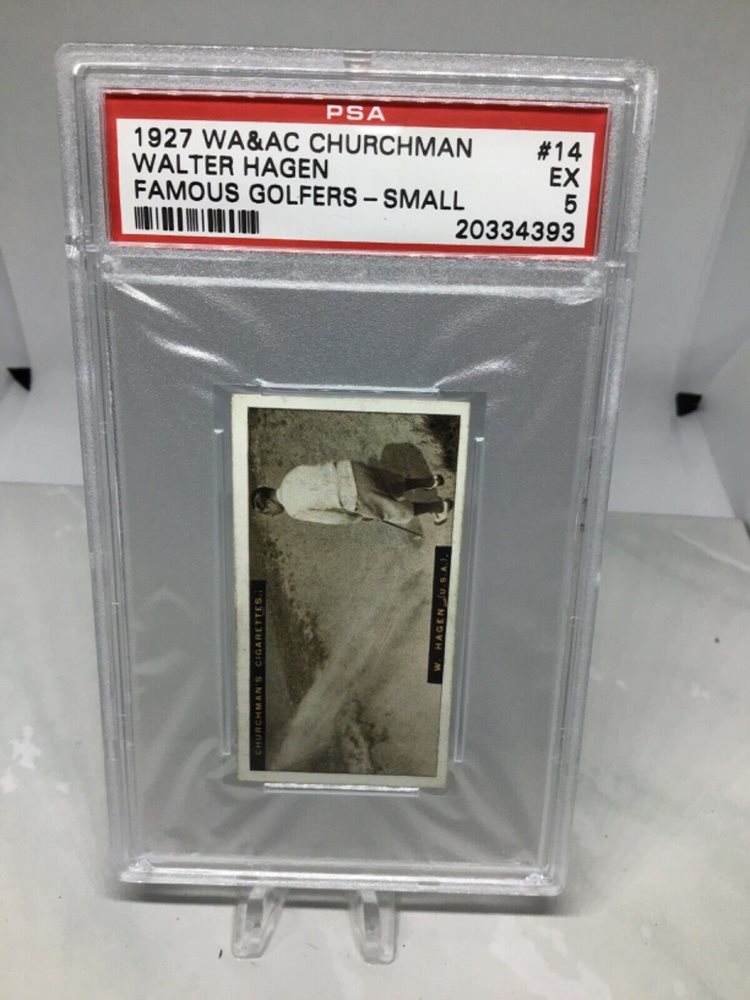 PSA
1927 WA&AC CHURCHMAN #14
WALTER HAGEN EX
FAMOUS GOLFERS - SMALL 5
20334393
CHURCHMAN'S CIGARETTES.
W. HAGEN (U.S.A.).